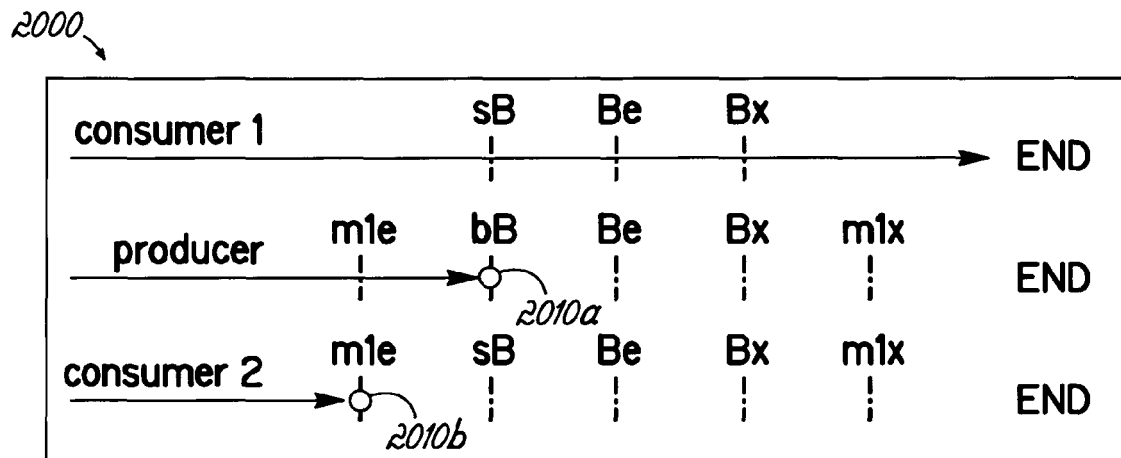 2000
sB Be Bx
consumer 1 END
m1e bB Be Bx m1x
producer END
2010a
m1e sB Be Bx m1x
consumer 2 END
2010b